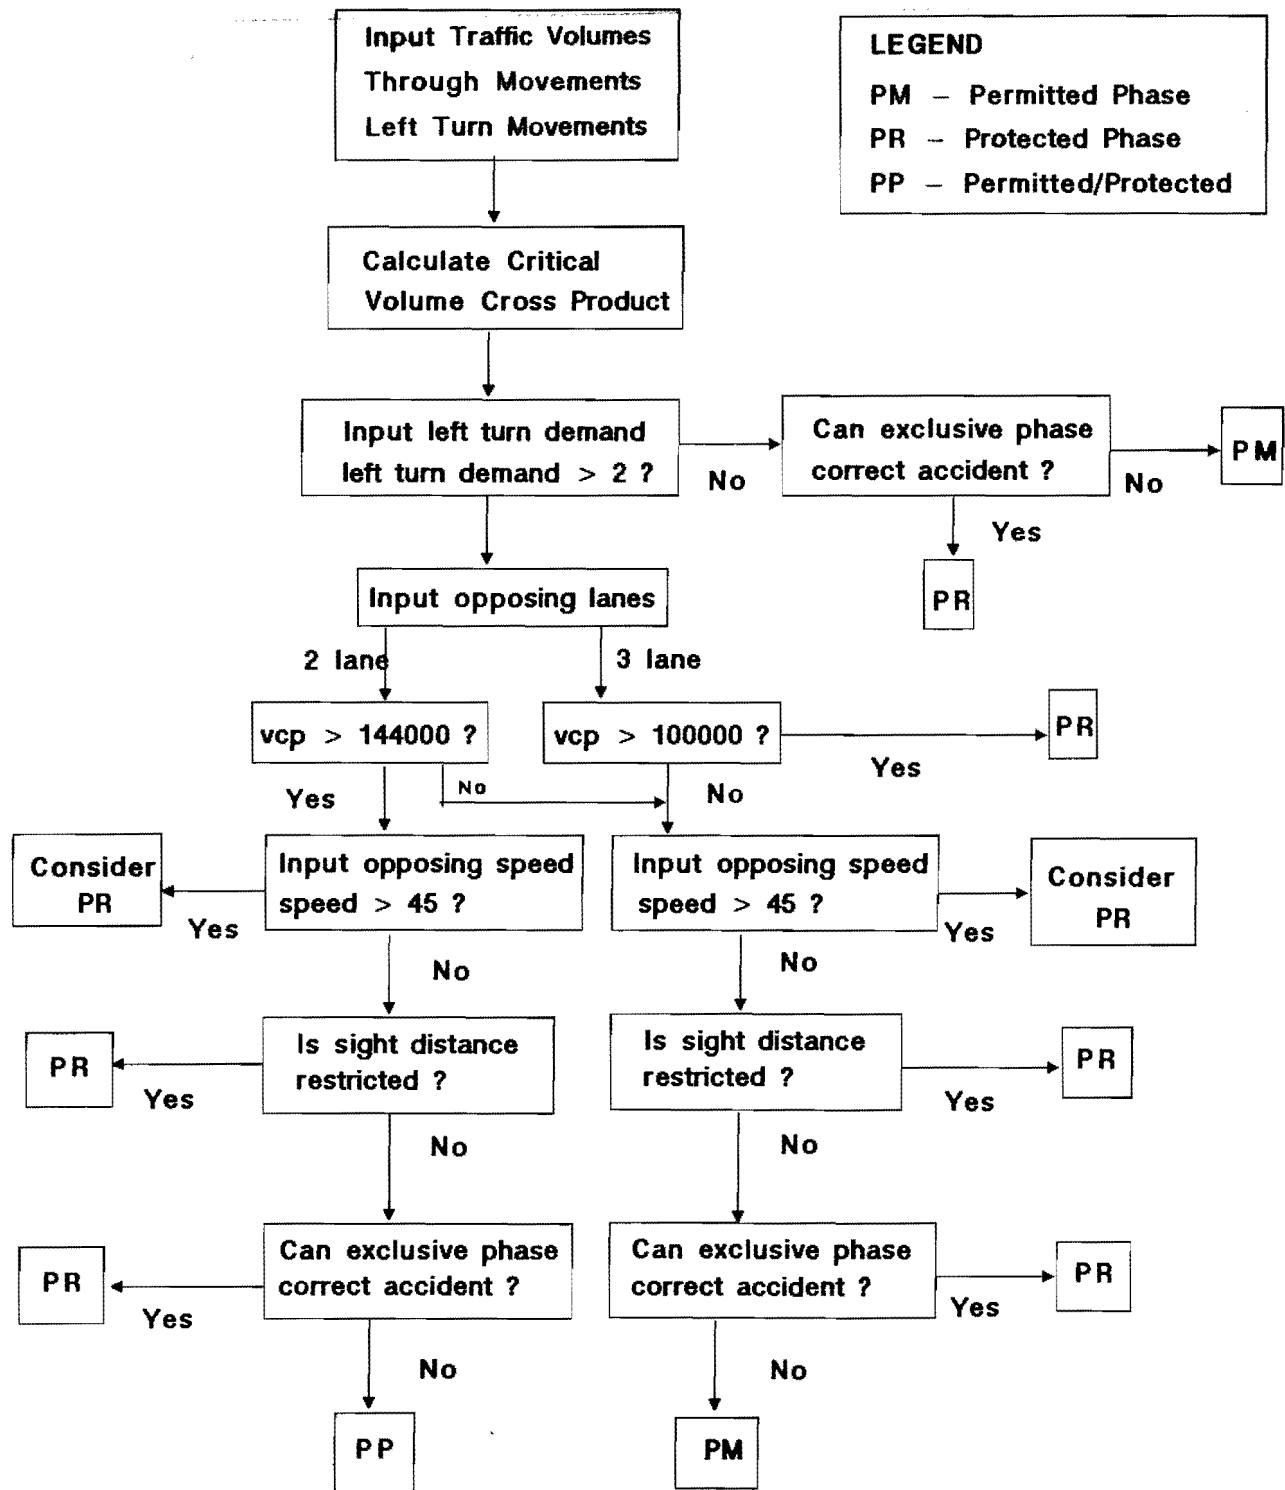 Input Traffic Volumes
Through Movements
Left Turn Movements
LEGEND
PM – Permitted Phase
PR – Protected Phase
PP – Permitted/Protected
Calculate Critical
Volume Cross Product
Input left turn demand
left turn demand > 2 ?
No
Can exclusive phase
correct accident ?
No
PM
Yes
PR
Input opposing lanes
2 lane
3 lane
vcp > 144000 ?
vcp > 100000 ?
Yes
PR
Yes
No
No
Consider
PR
Yes
Input opposing speed
speed > 45 ?
Input opposing speed
speed > 45 ?
Yes
Consider
PR
No
No
PR
Yes
Is sight distance
restricted ?
Is sight distance
restricted ?
Yes
PR
No
No
PR
Yes
Can exclusive phase
correct accident ?
Can exclusive phase
correct accident ?
Yes
PR
No
No
PP
PM